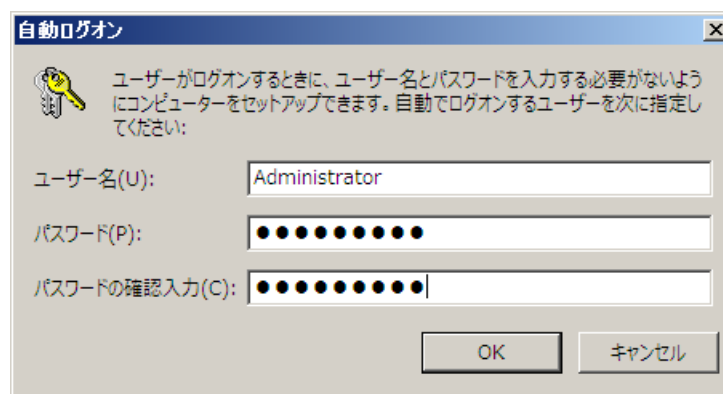 自動ログオン
ユーザーがログオンするときに、ユーザー名とパスワードを入力する必要がないよう
にコンピューターをセットアップできます。自動でログオンするユーザーを次に指定し
てください:
ユーザー名(U): Administrator
パスワード(P): ●●●●●●●●●
パスワードの確認入力(C): ●●●●●●●●●
OK キャンセル